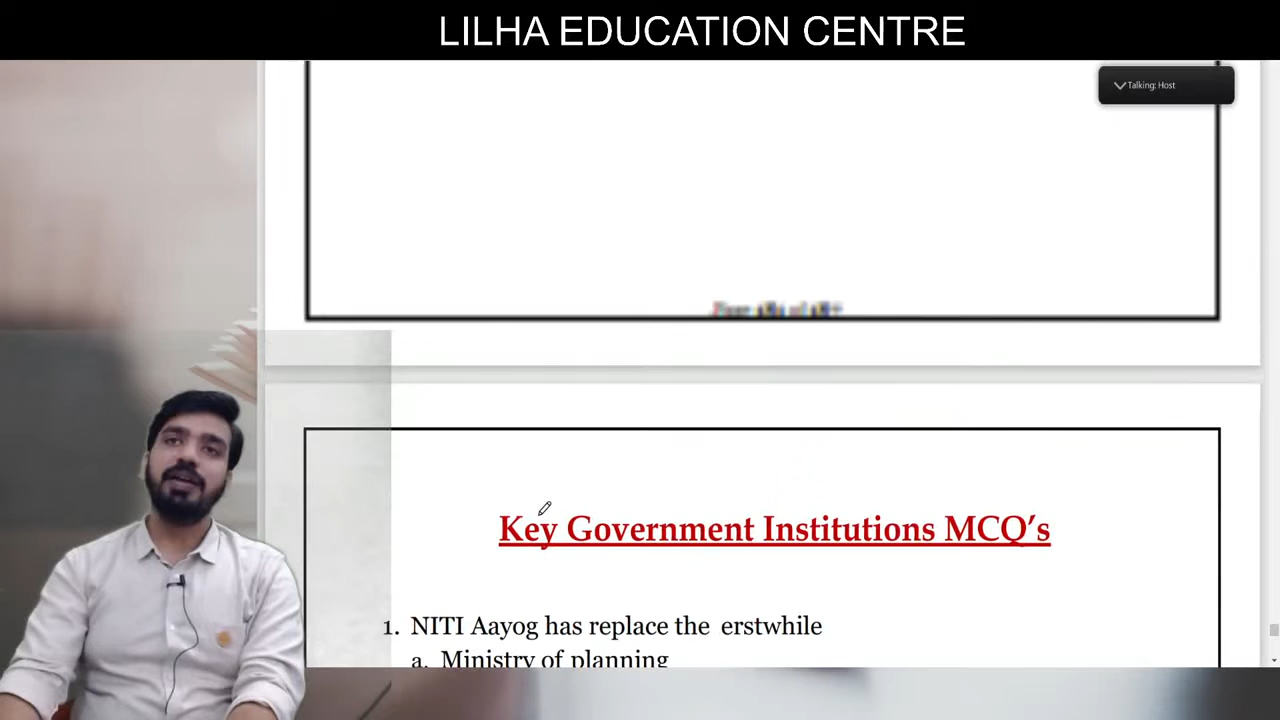 LILHA EDUCATION CENTRE
Talking: Host
Key Government Institutions MCQ's
1. NITI Aayog has replace the erstwhile
a. Ministry of planning